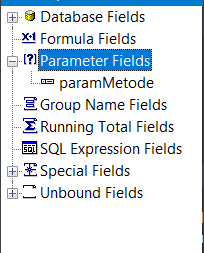 Database Fields
Formula Fields
Parameter Fields
paramMetode
Group Name Fields
Running Total Fields
SQL Expression Fields
Special Fields
Unbound Fields